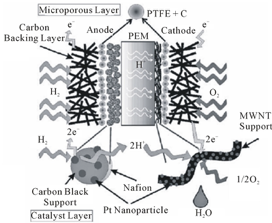 Microporous Layer
PTFE + C
Carbon
Backing Layer
e⁻
Anode
PEM
Cathode
e⁻
H⁺
H₂
O₂
MWNT
Support
H₂
2e⁻
2H⁺
2e⁻
Carbon Black
Support
Nafion
1/2O₂
Catalyst Layer
Pt Nanoparticle
H₂O